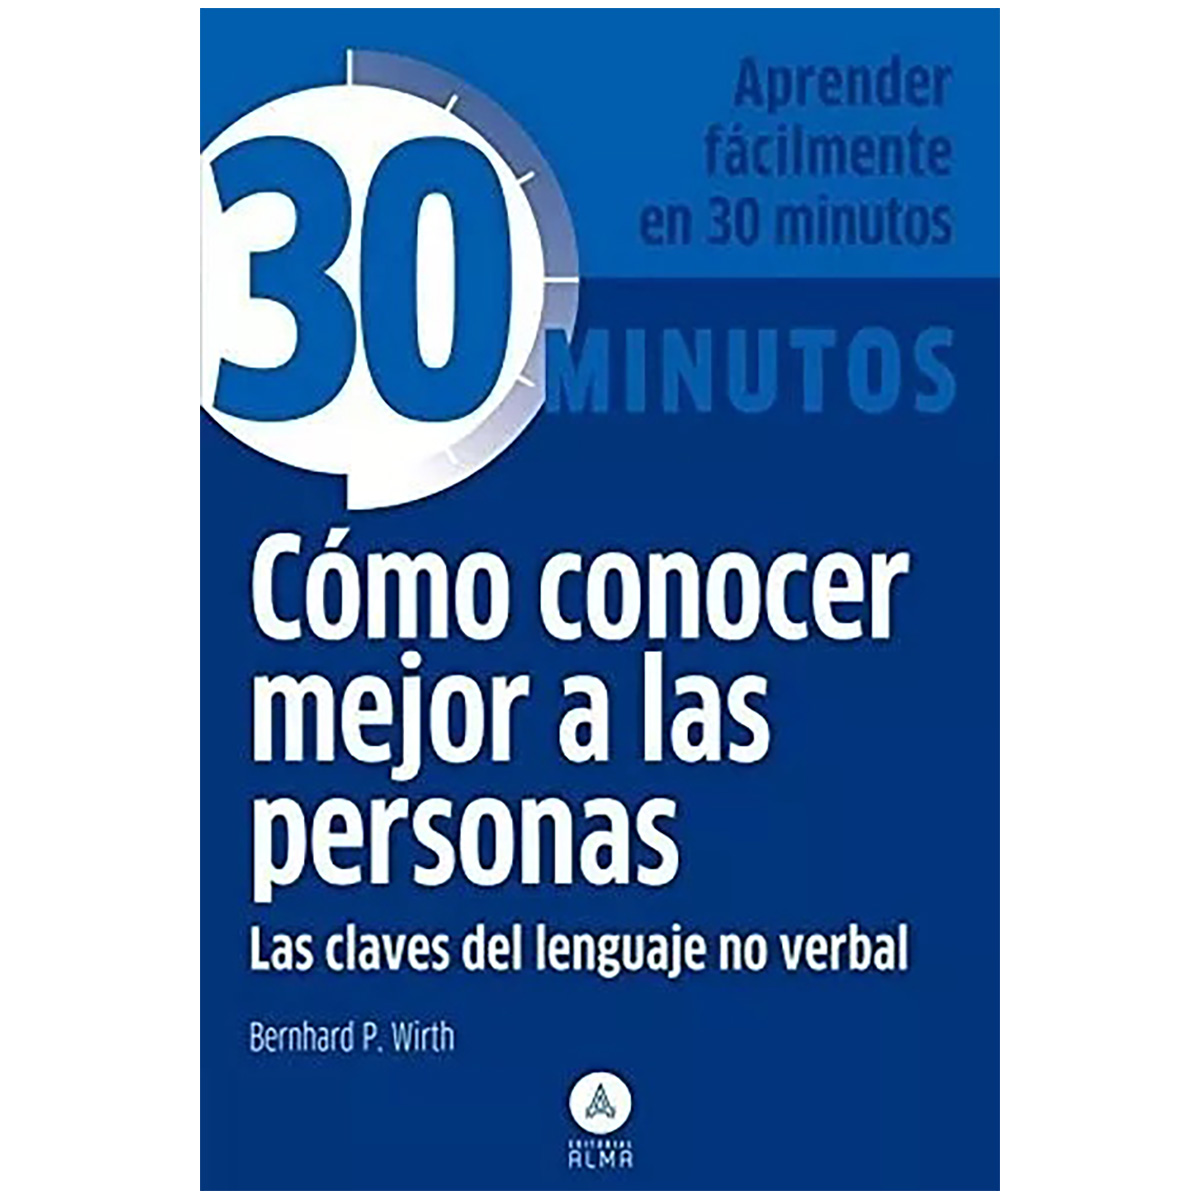 Aprender
fácilmente
en 30 minutos
30
MINUTOS
Cómo conocer
mejor a las
personas
Las claves del lenguaje no verbal
Bernhard P. Wirth
EDITORIAL
ALMA